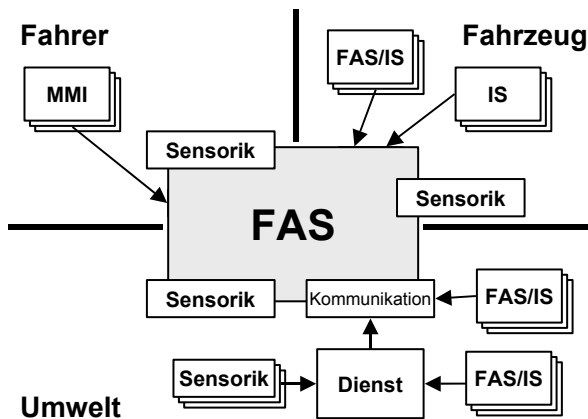 Fahrer
Fahrzeug
FAS/IS
MMI
IS
Sensorik
Sensorik
FAS
Sensorik
Kommunikation
FAS/IS
Sensorik
Dienst
FAS/IS
Umwelt